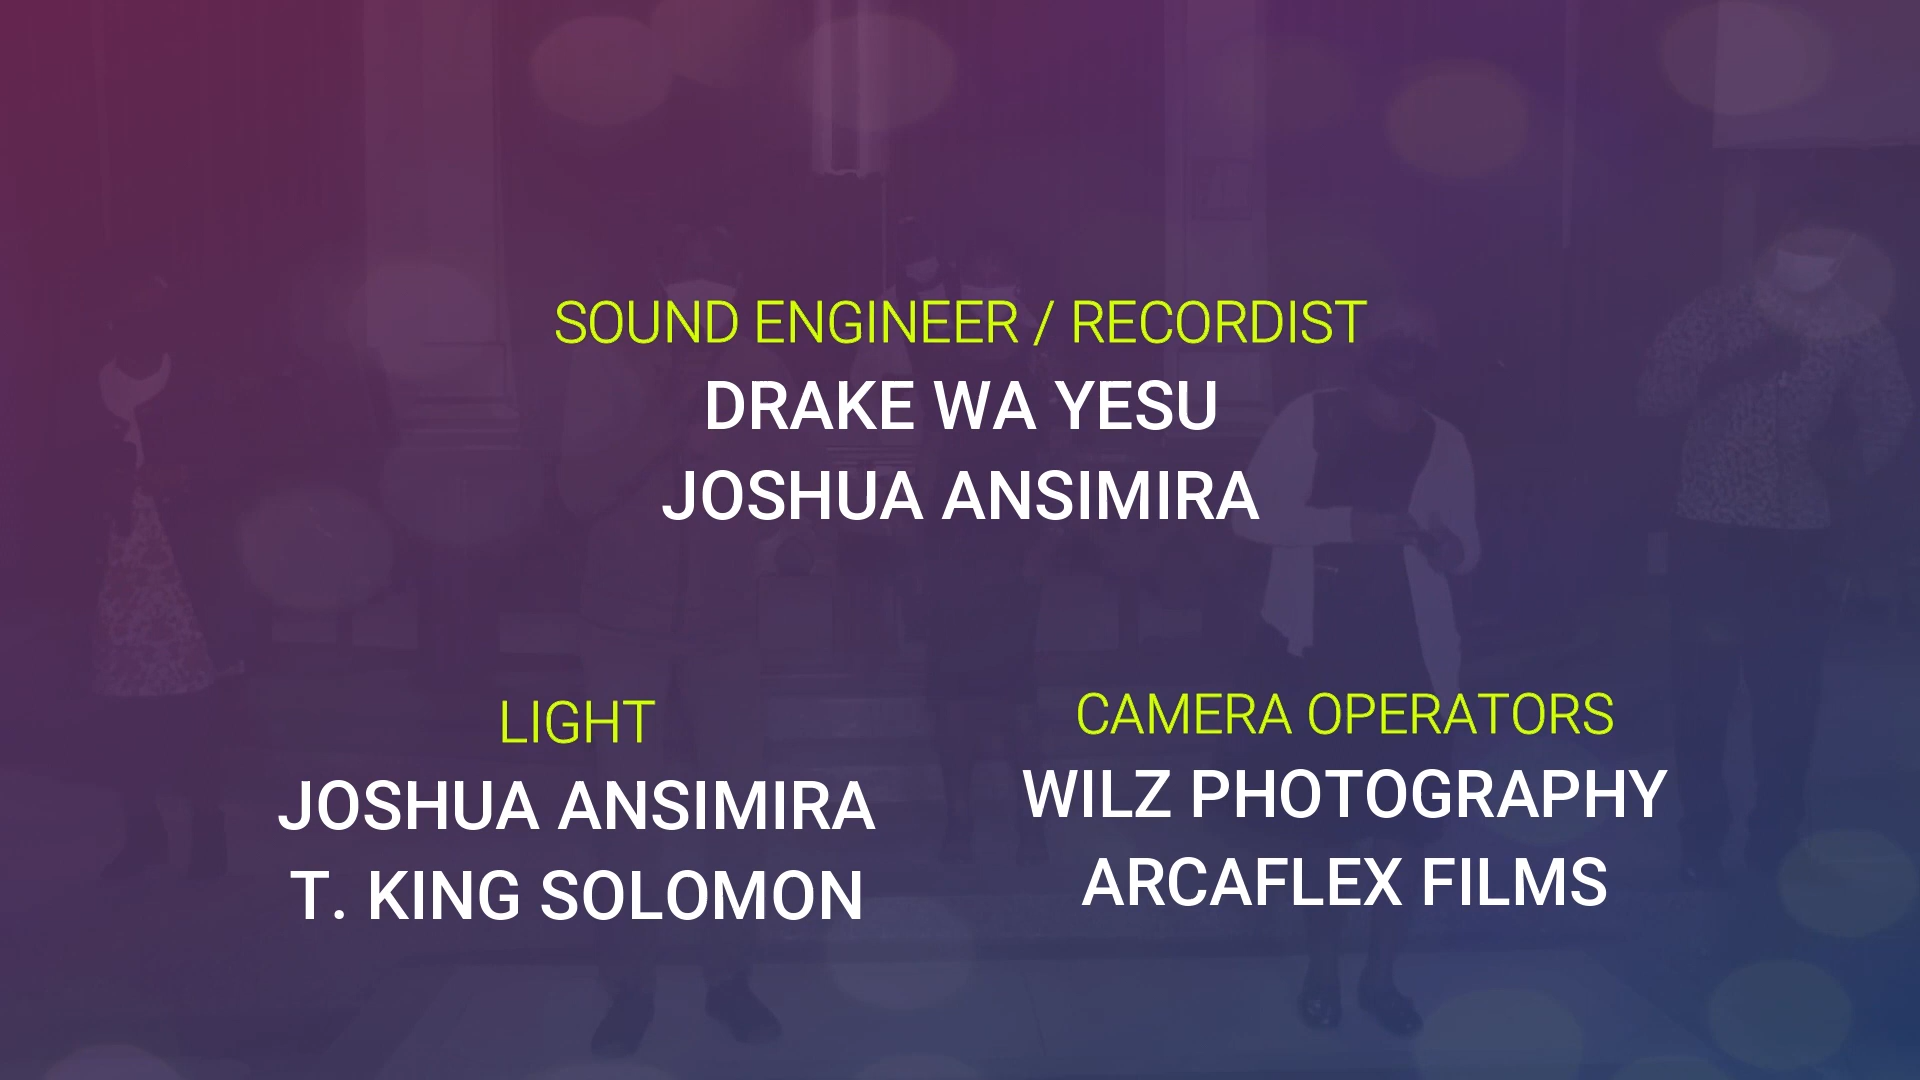 SOUND ENGINEER / RECORDIST
DRAKE WA YESU
JOSHUA ANSIMIRA
LIGHT
JOSHUA ANSIMIRA
T. KING SOLOMON
CAMERA OPERATORS
WILZ PHOTOGRAPHY
ARCAFLEX FILMS